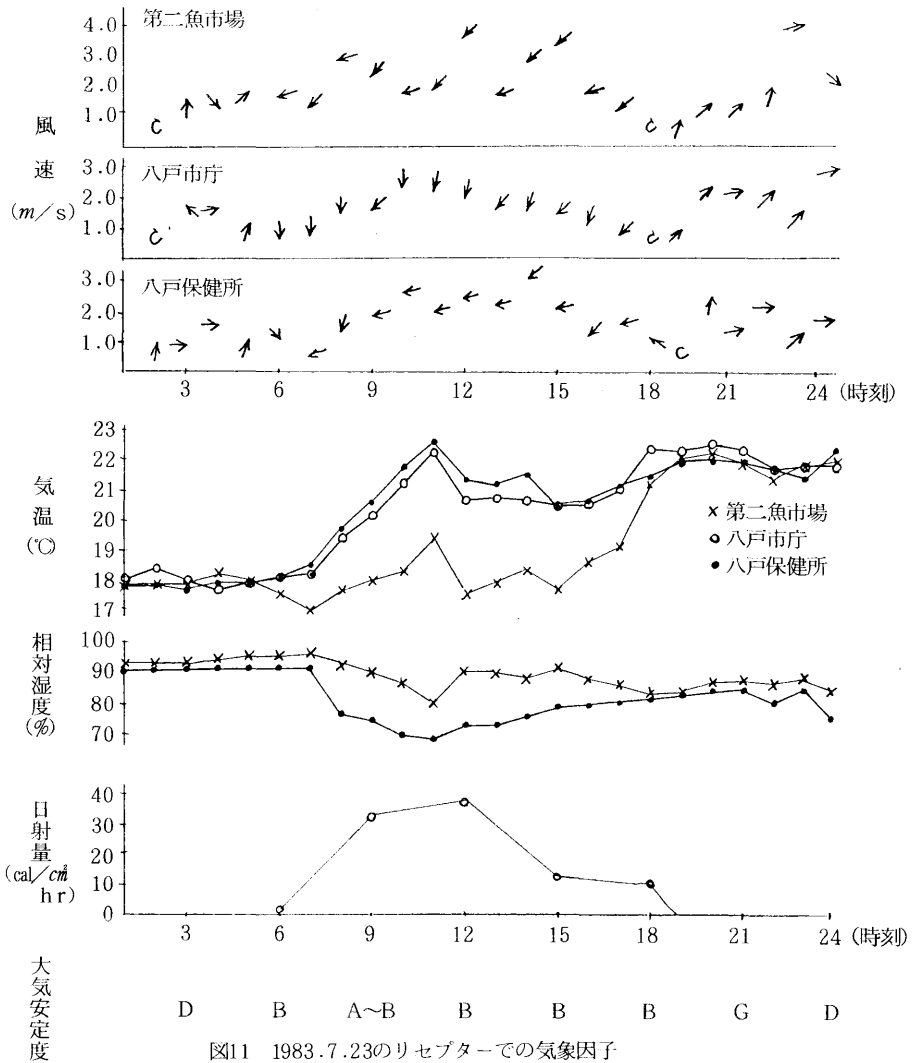 第二魚市場
4.0
3.0
2.0
1.0
八戸市庁
3.0
2.0
1.0
八戸保健所
3.0
2.0
1.0
風速
(m/s)
3 6 9 12 15 18 21 24 (時刻)
23
22
21
20
19
18
17
気温
(℃)
× 第二魚市場
○ 八戸市庁
● 八戸保健所
100
90
80
70
相対湿度
(%)
40
30
20
10
0
日射量
(cal/cm²
hr)
3 6 9 12 15 18 21 24 (時刻)
大気安定度
D B A〜B B B B G D
図11 1983.7.23のリセプターでの気象因子